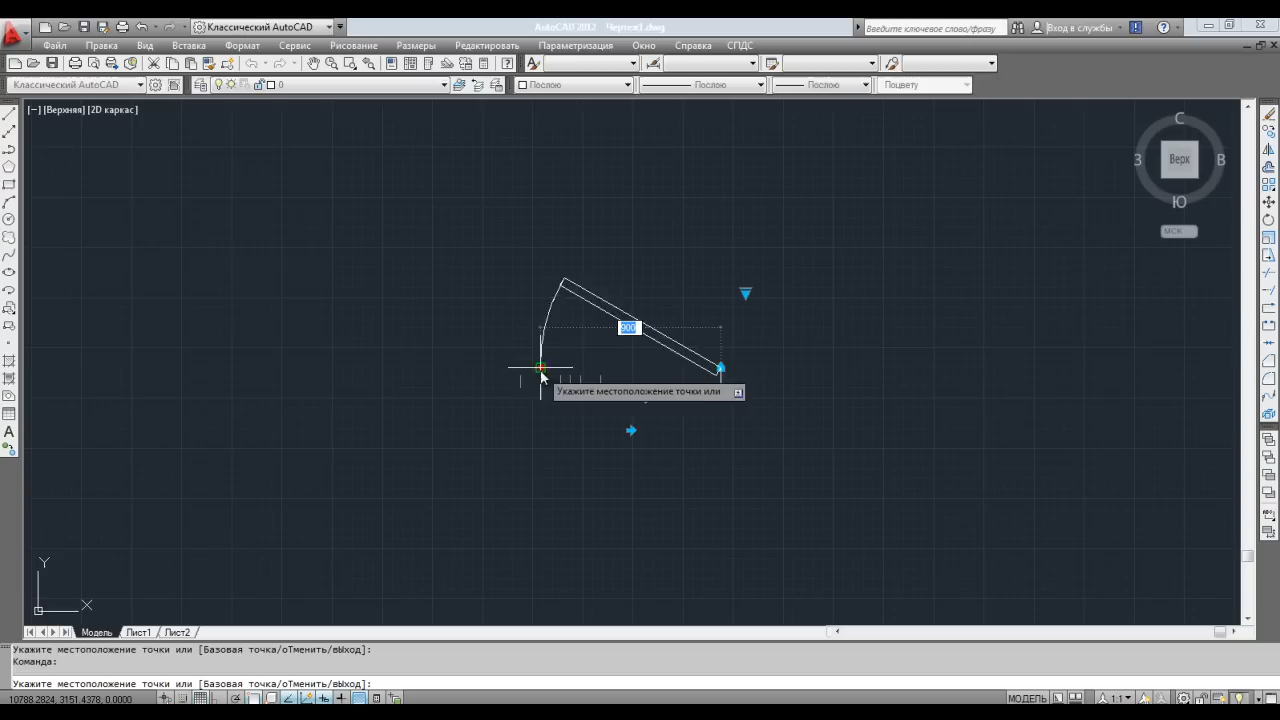 Классический AutoCAD
AutoCAD 2012 Чертеж1.dwg
Введите ключевое слово/фразу
Вход в службы
Файл Правка Вид Вставка Формат Сервис Рисование Размеры Редактировать Параметризация Окно Справка СПДС
Классический AutoCAD
0
Послою
Послою
Послою
Поцвету
[−] [Верхняя] [2D каркас]
С
З Верх В
Ю
МСК
900
Укажите местоположение точки или
Y
X
Модель Лист1 Лист2
Укажите местоположение точки или [Базовая точка/оТменить/вЫход]:
Команда:
Укажите местоположение точки или [Базовая точка/оТменить/вЫход]:
10788.2824, 3151.4378, 0.0000
МОДЕЛЬ
1:1